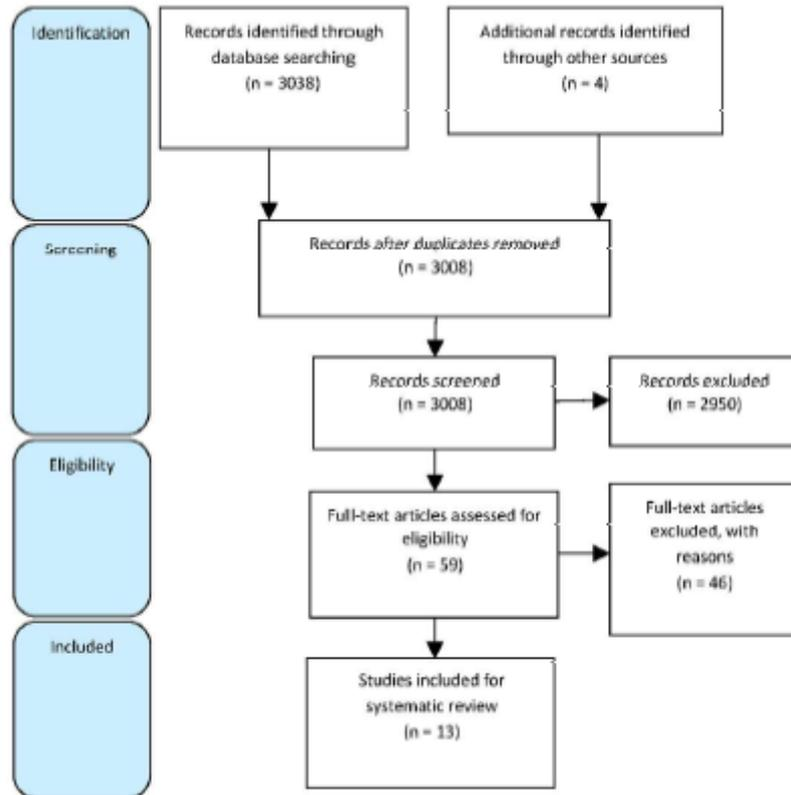 Identification
Records identified through
database searching
(n = 3038)
Additional records identified
through other sources
(n = 4)
Screening
Records after duplicates removed
(n = 3008)
Records screened
(n = 3008)
Records excluded
(n = 2950)
Eligibility
Full-text articles assessed for
eligibility
(n = 59)
Full-text articles
excluded, with
reasons
(n = 46)
Included
Studies included for
systematic review
(n = 13)